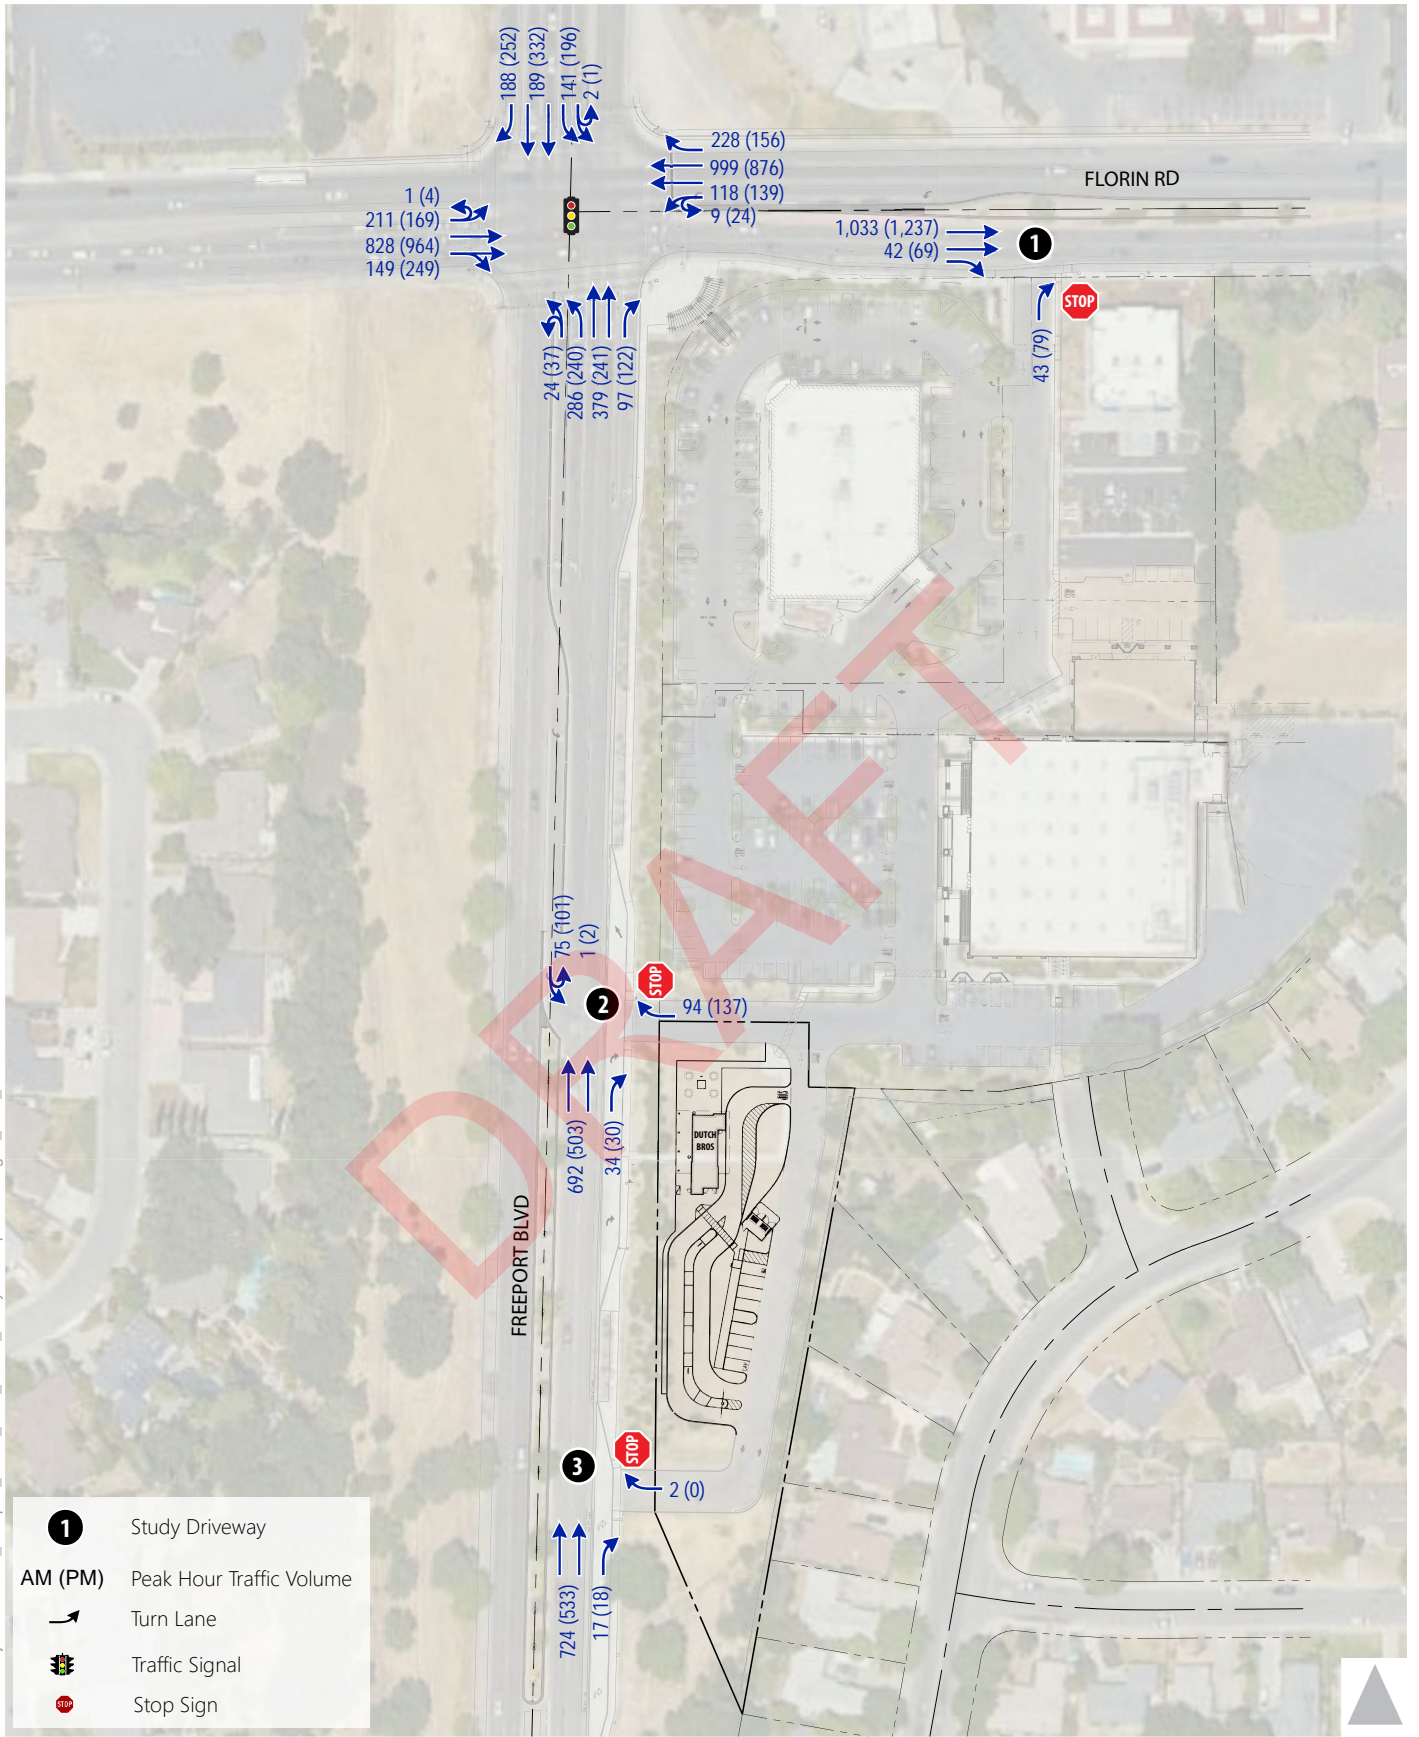 188 (252)
189 (332)
141 (196)
2 (1)
228 (156)
999 (876)
118 (139)
9 (24)
FLORIN RD
1 (4)
211 (169)
828 (964)
149 (249)
1,033 (1,237)
42 (69)
1
STOP
43 (79)
24 (37)
286 (240)
379 (241)
97 (122)
DRAFT
75 (101)
1 (2)
STOP
2
94 (137)
692 (503)
34 (30)
DUTCH
BROS
FREEPORT BLVD
STOP
3
2 (0)
724 (533)
17 (18)
1 Study Driveway
AM (PM) Peak Hour Traffic Volume
Turn Lane
Traffic Signal
STOP Stop Sign